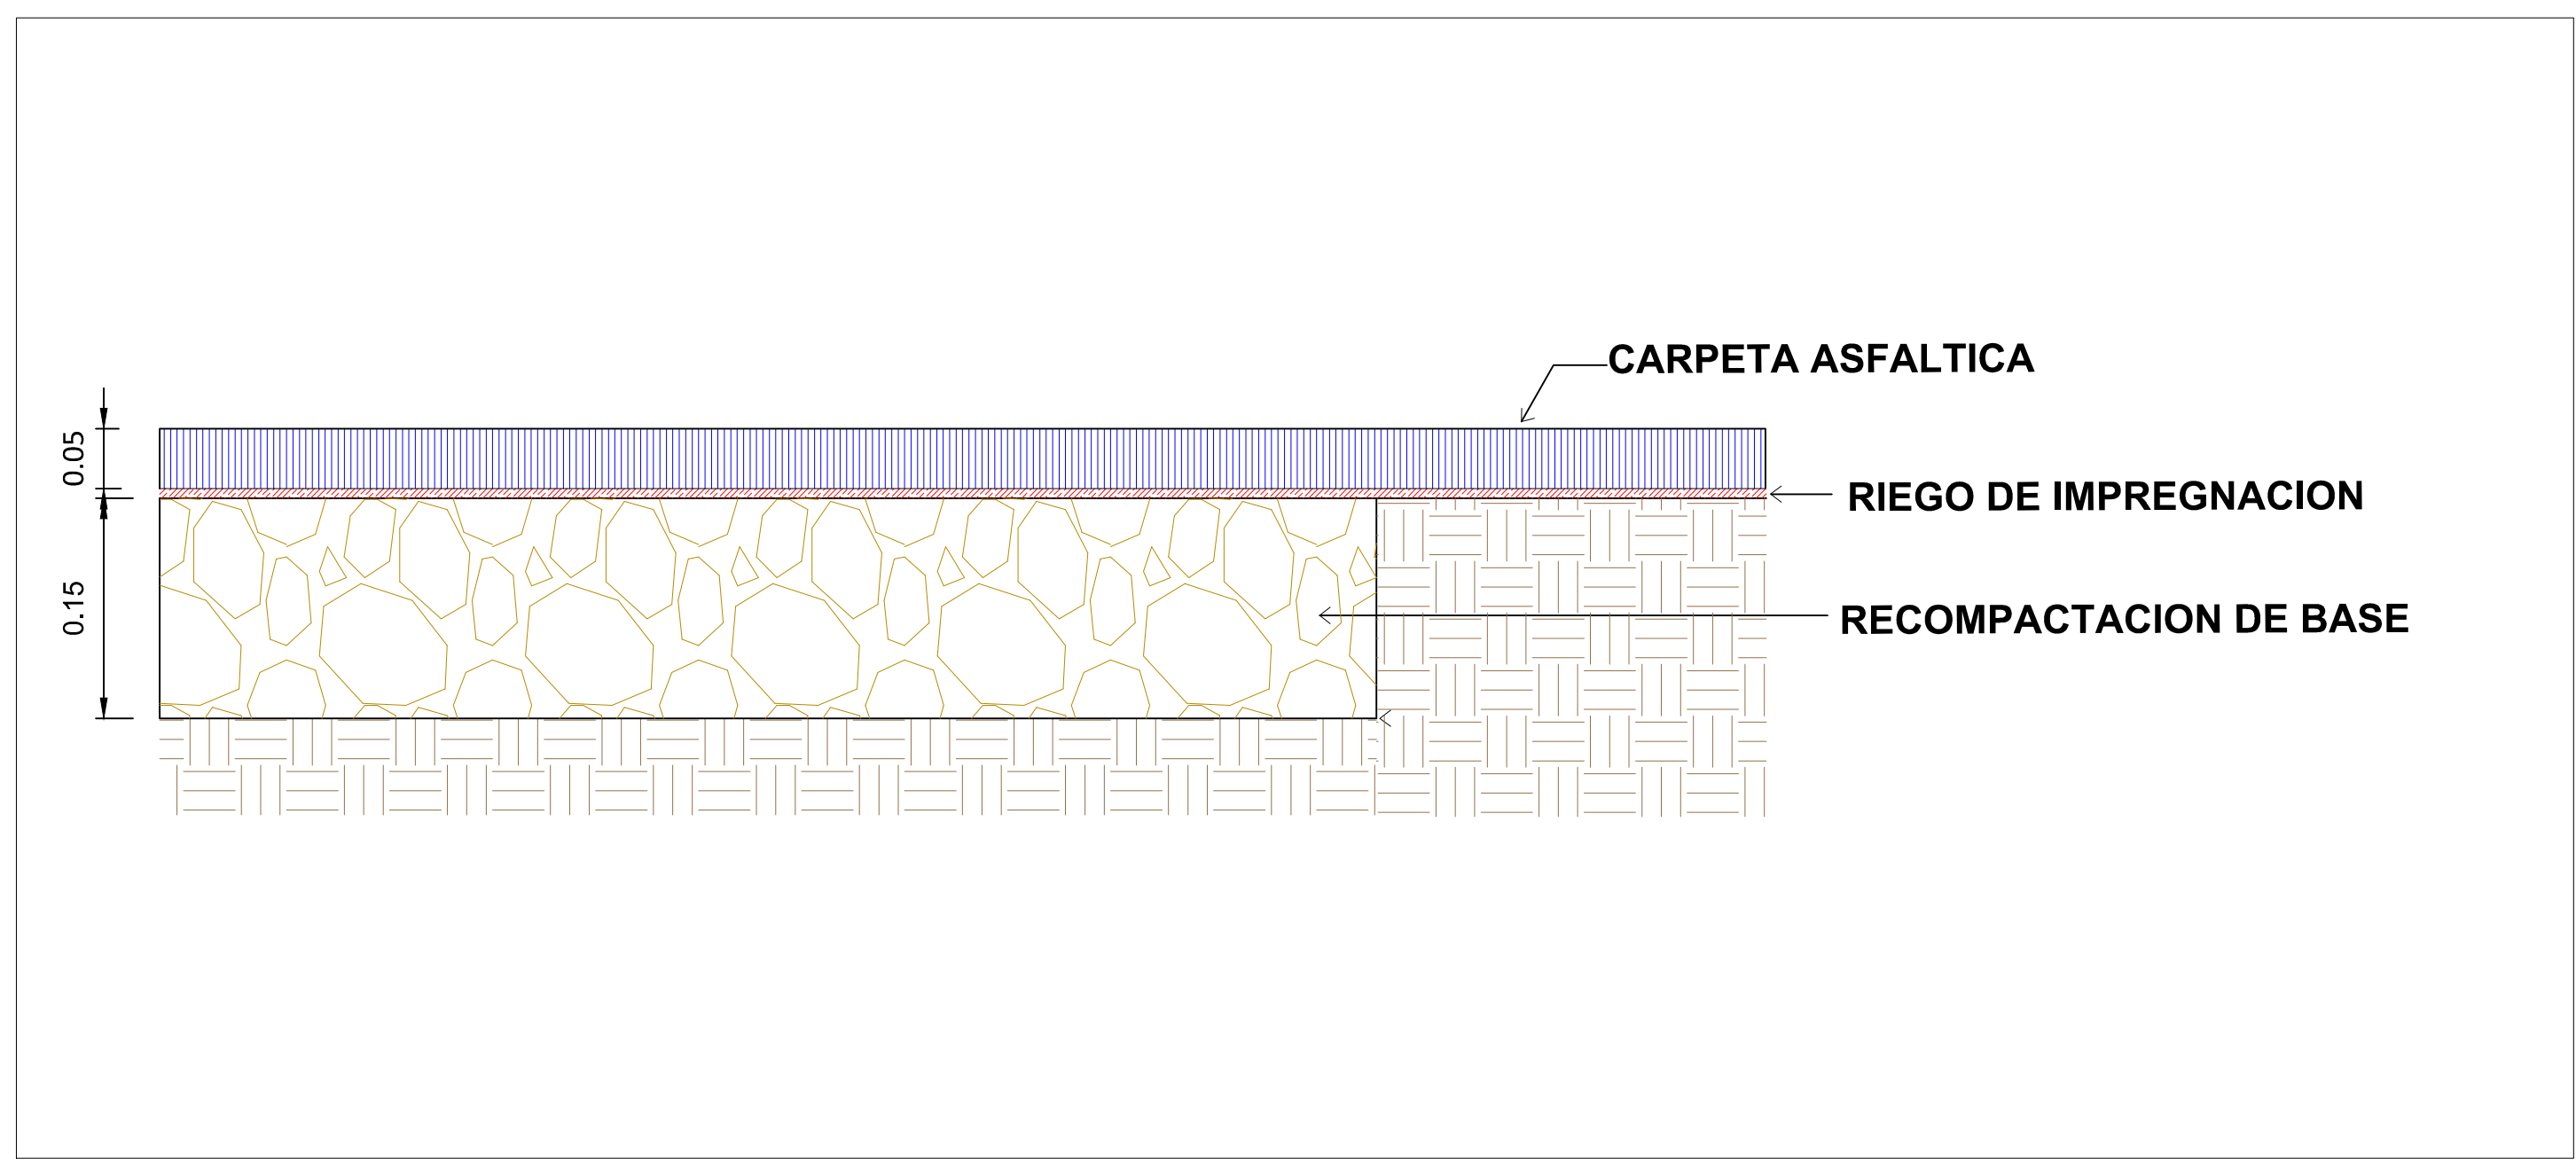 CARPETA ASFALTICA
0.05
RIEGO DE IMPREGNACION
0.15
RECOMPACTACION DE BASE